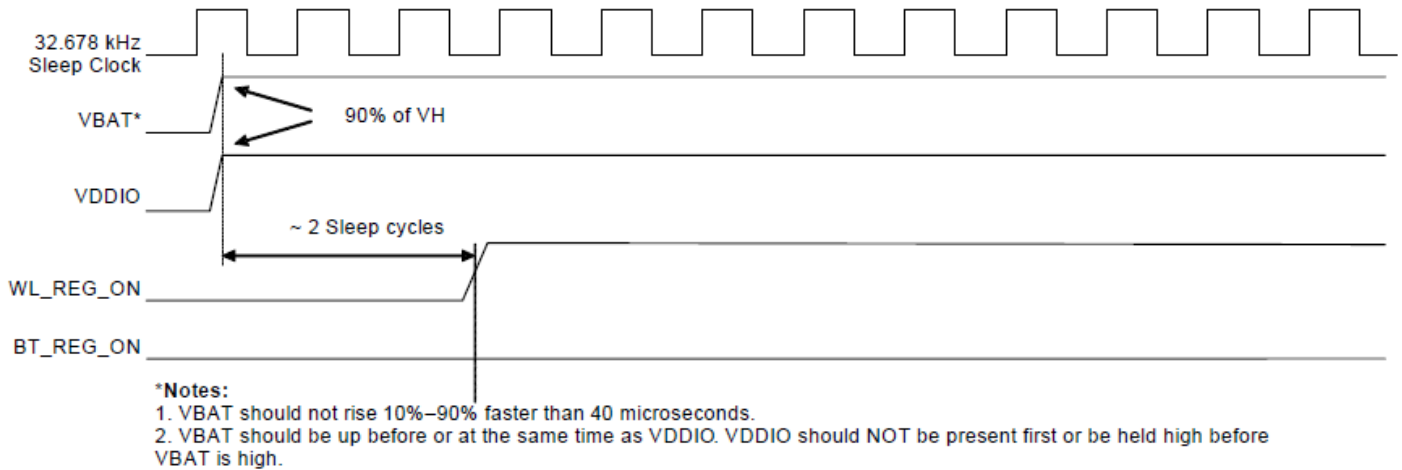 32.678 kHz
Sleep Clock
VBAT*
90% of VH
VDDIO
~ 2 Sleep cycles
WL_REG_ON
BT_REG_ON
*Notes:
1. VBAT should not rise 10%–90% faster than 40 microseconds.
2. VBAT should be up before or at the same time as VDDIO. VDDIO should NOT be present first or be held high before
VBAT is high.